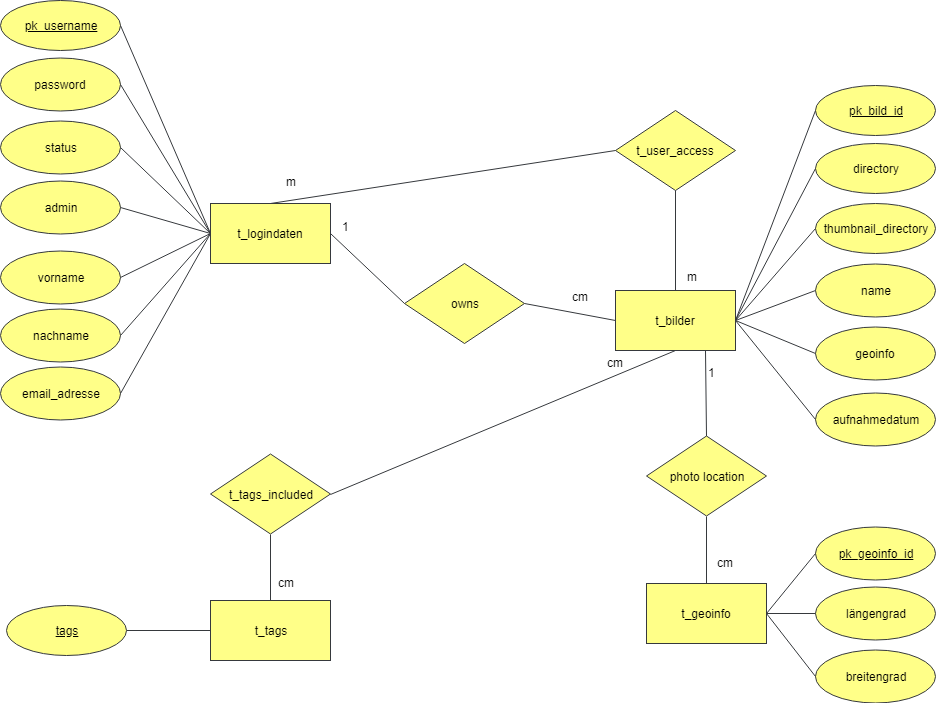 pk_username
password
status
admin
vorname
nachname
email_adresse
m
t_logindaten
1
owns
cm
t_user_access
m
t_bilder
pk_bild_id
directory
thumbnail_directory
name
geoinfo
aufnahmedatum
cm
1
t_tags_included
cm
tags
t_tags
photo location
cm
t_geoinfo
pk_geoinfo_id
längengrad
breitengrad